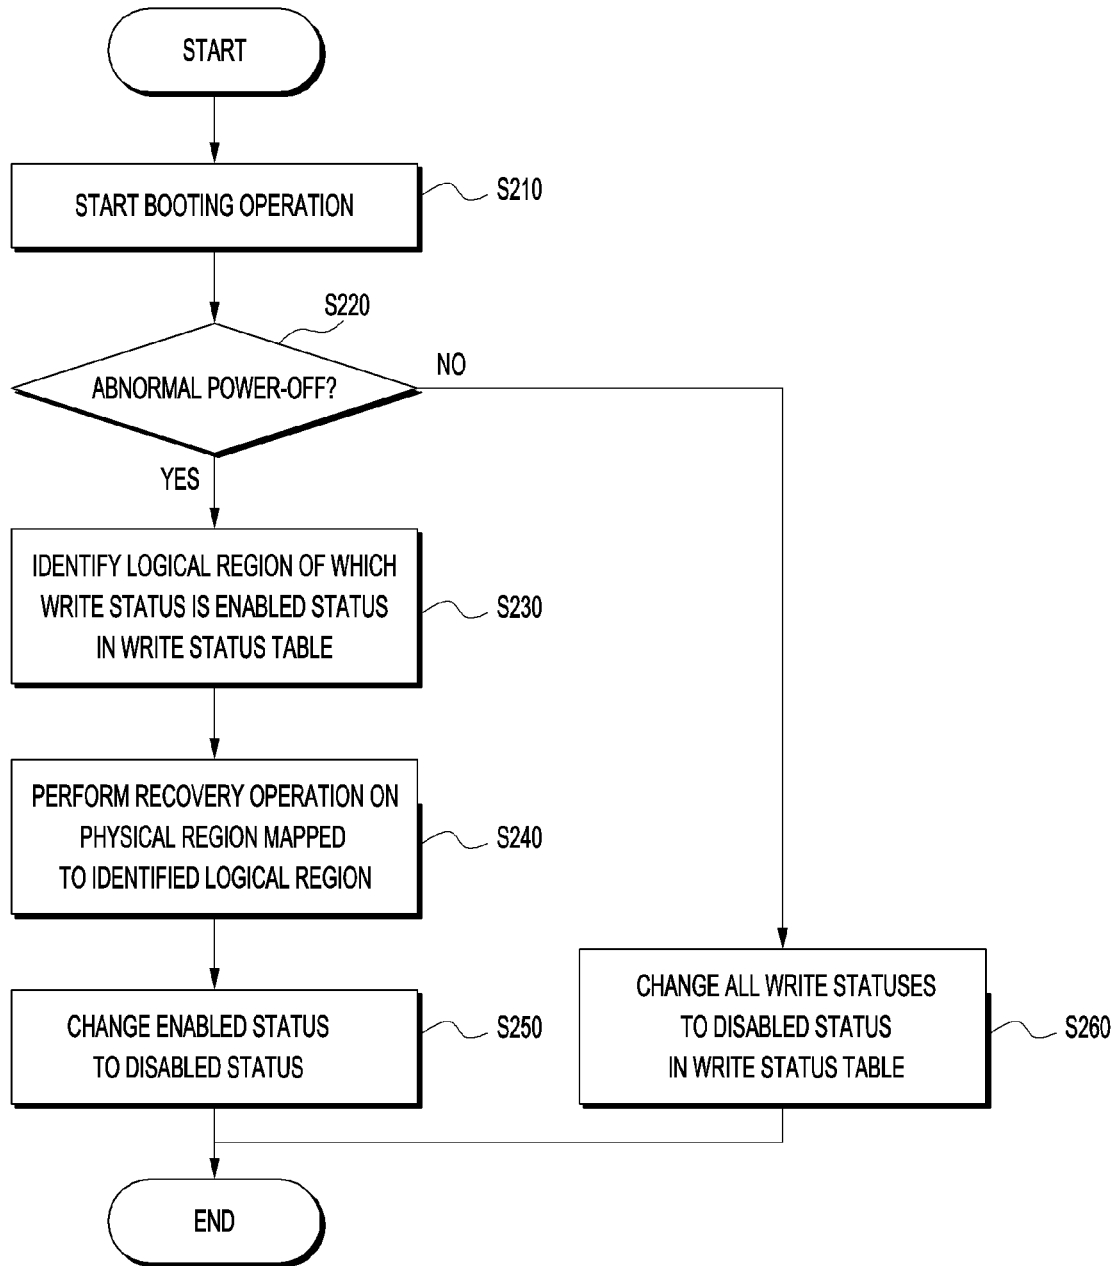 START
START BOOTING OPERATION
S210
S220
ABNORMAL POWER-OFF?
NO
YES
IDENTIFY LOGICAL REGION OF WHICH
WRITE STATUS IS ENABLED STATUS
IN WRITE STATUS TABLE
S230
PERFORM RECOVERY OPERATION ON
PHYSICAL REGION MAPPED
TO IDENTIFIED LOGICAL REGION
S240
CHANGE ENABLED STATUS
TO DISABLED STATUS
S250
CHANGE ALL WRITE STATUSES
TO DISABLED STATUS
IN WRITE STATUS TABLE
S260
END